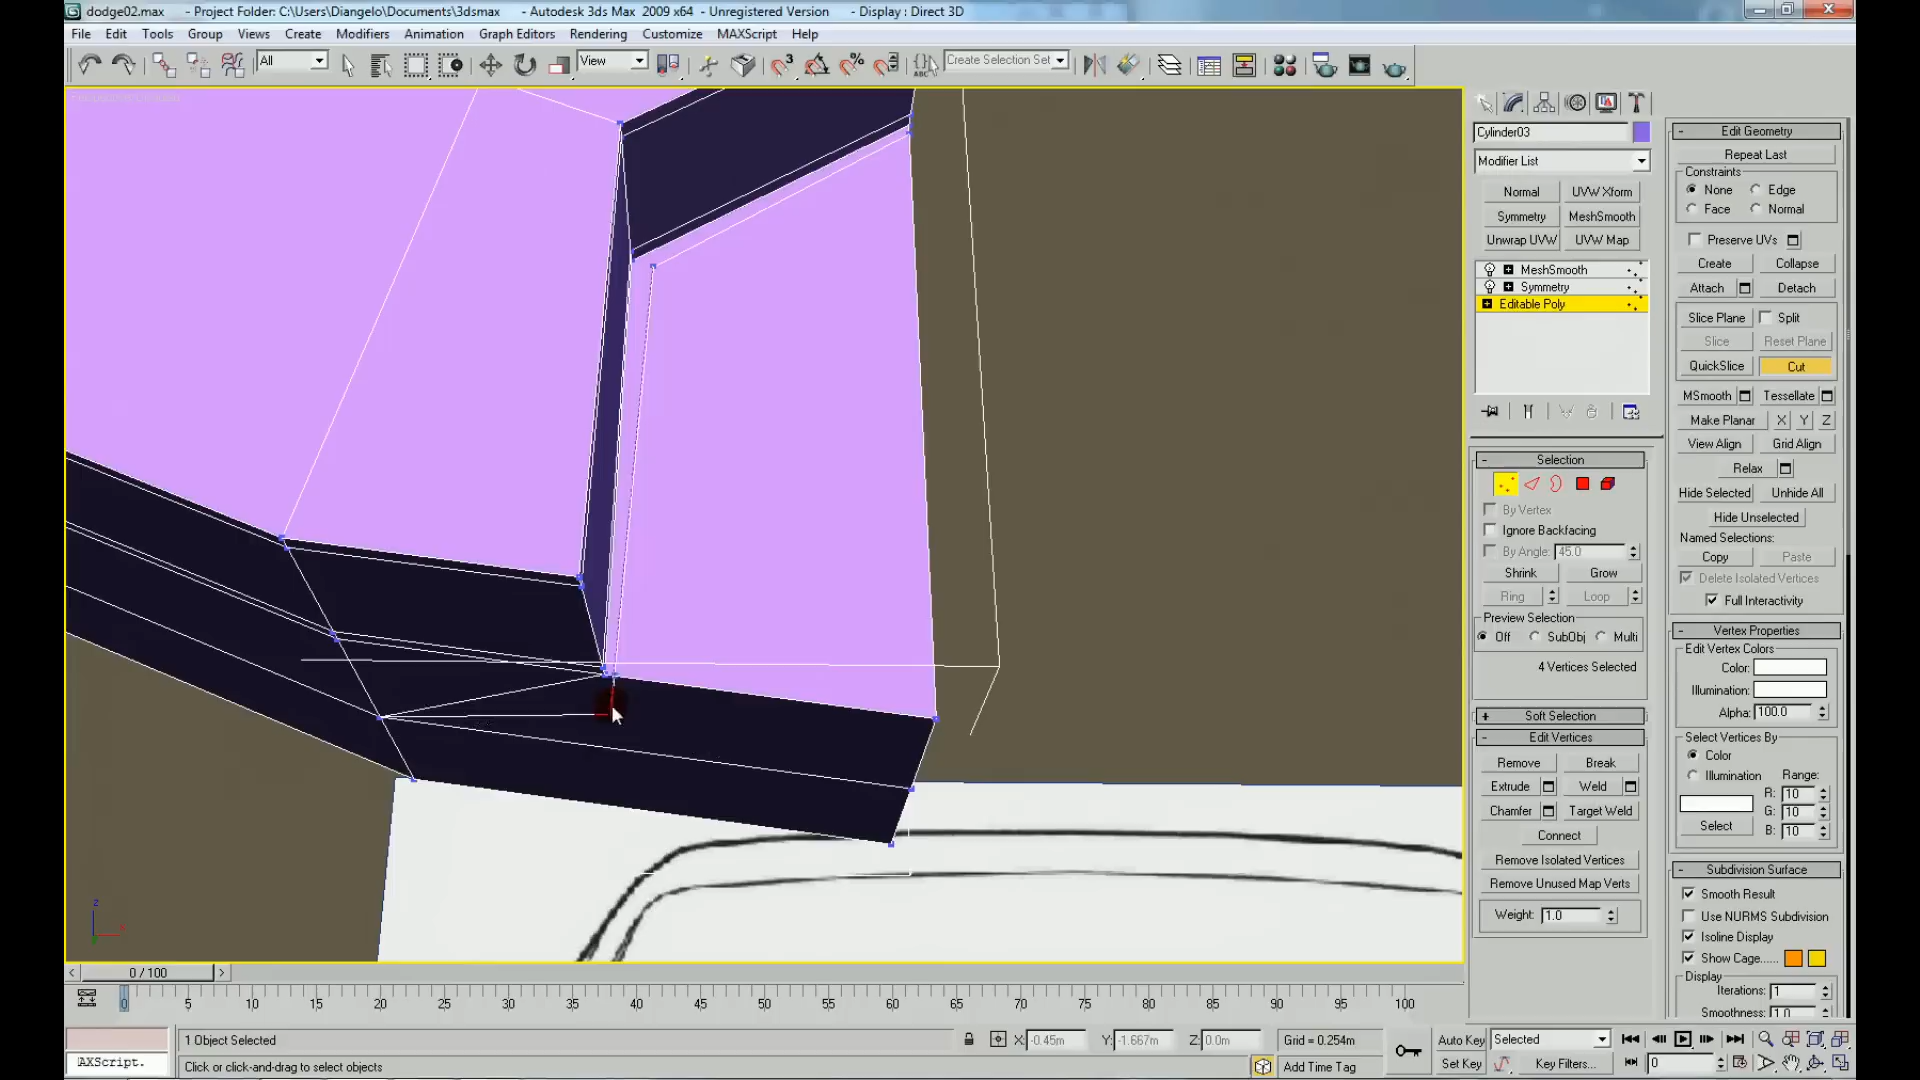 dodge02.max - Project Folder: C:\Users\Diangelo\Documents\3dsmax - Autodesk 3ds Max 2009 x64 - Unregistered Version - Display : Direct 3D
File Edit Tools Group Views Create Modifiers Animation Graph Editors Rendering Customize MAXScript Help
All View 3 Create Selection Set
Cylinder03
Modifier List
Normal UVW Xform
Symmetry MeshSmooth
Unwrap UVW UVW Map
MeshSmooth
Symmetry
Editable Poly
Selection
By Vertex
Ignore Backfacing
By Angle: 45.0
Shrink Grow
Ring Loop
Preview Selection
Off SubObj Multi
4 Vertices Selected
Soft Selection
Edit Vertices
Remove Break
Extrude Weld
Chamfer Target Weld
Connect
Remove Isolated Vertices
Remove Unused Map Verts
Weight: 1.0
Edit Geometry
Repeat Last
Constraints
None Edge
Face Normal
Preserve UVs
Create Collapse
Attach Detach
Slice Plane Split
Slice Reset Plane
QuickSlice Cut
MSmooth Tessellate
Make Planar X Y Z
View Align Grid Align
Relax
Hide Selected Unhide All
Hide Unselected
Named Selections:
Copy Paste
Delete Isolated Vertices
Full Interactivity
Vertex Properties
Edit Vertex Colors
Color:
Illumination:
Alpha: 100.0
Select Vertices By
Color
Illumination Range:
R: 10
G: 10
Select B: 10
Subdivision Surface
Smooth Result
Use NURMS Subdivision
Isoline Display
Show Cage......
Display
Iterations: 1
Smoothness: 1.0
z
x
< 0 / 100 >
0 5 10 15 20 25 30 35 40 45 50 55 60 65 70 75 80 85 90 95 100
1 Object Selected X: -0.45m Y: -1.667m Z: 0.0m Grid = 0.254m Auto Key Selected
AXScript. Click or click-and-drag to select objects Add Time Tag Set Key Key Filters... 0